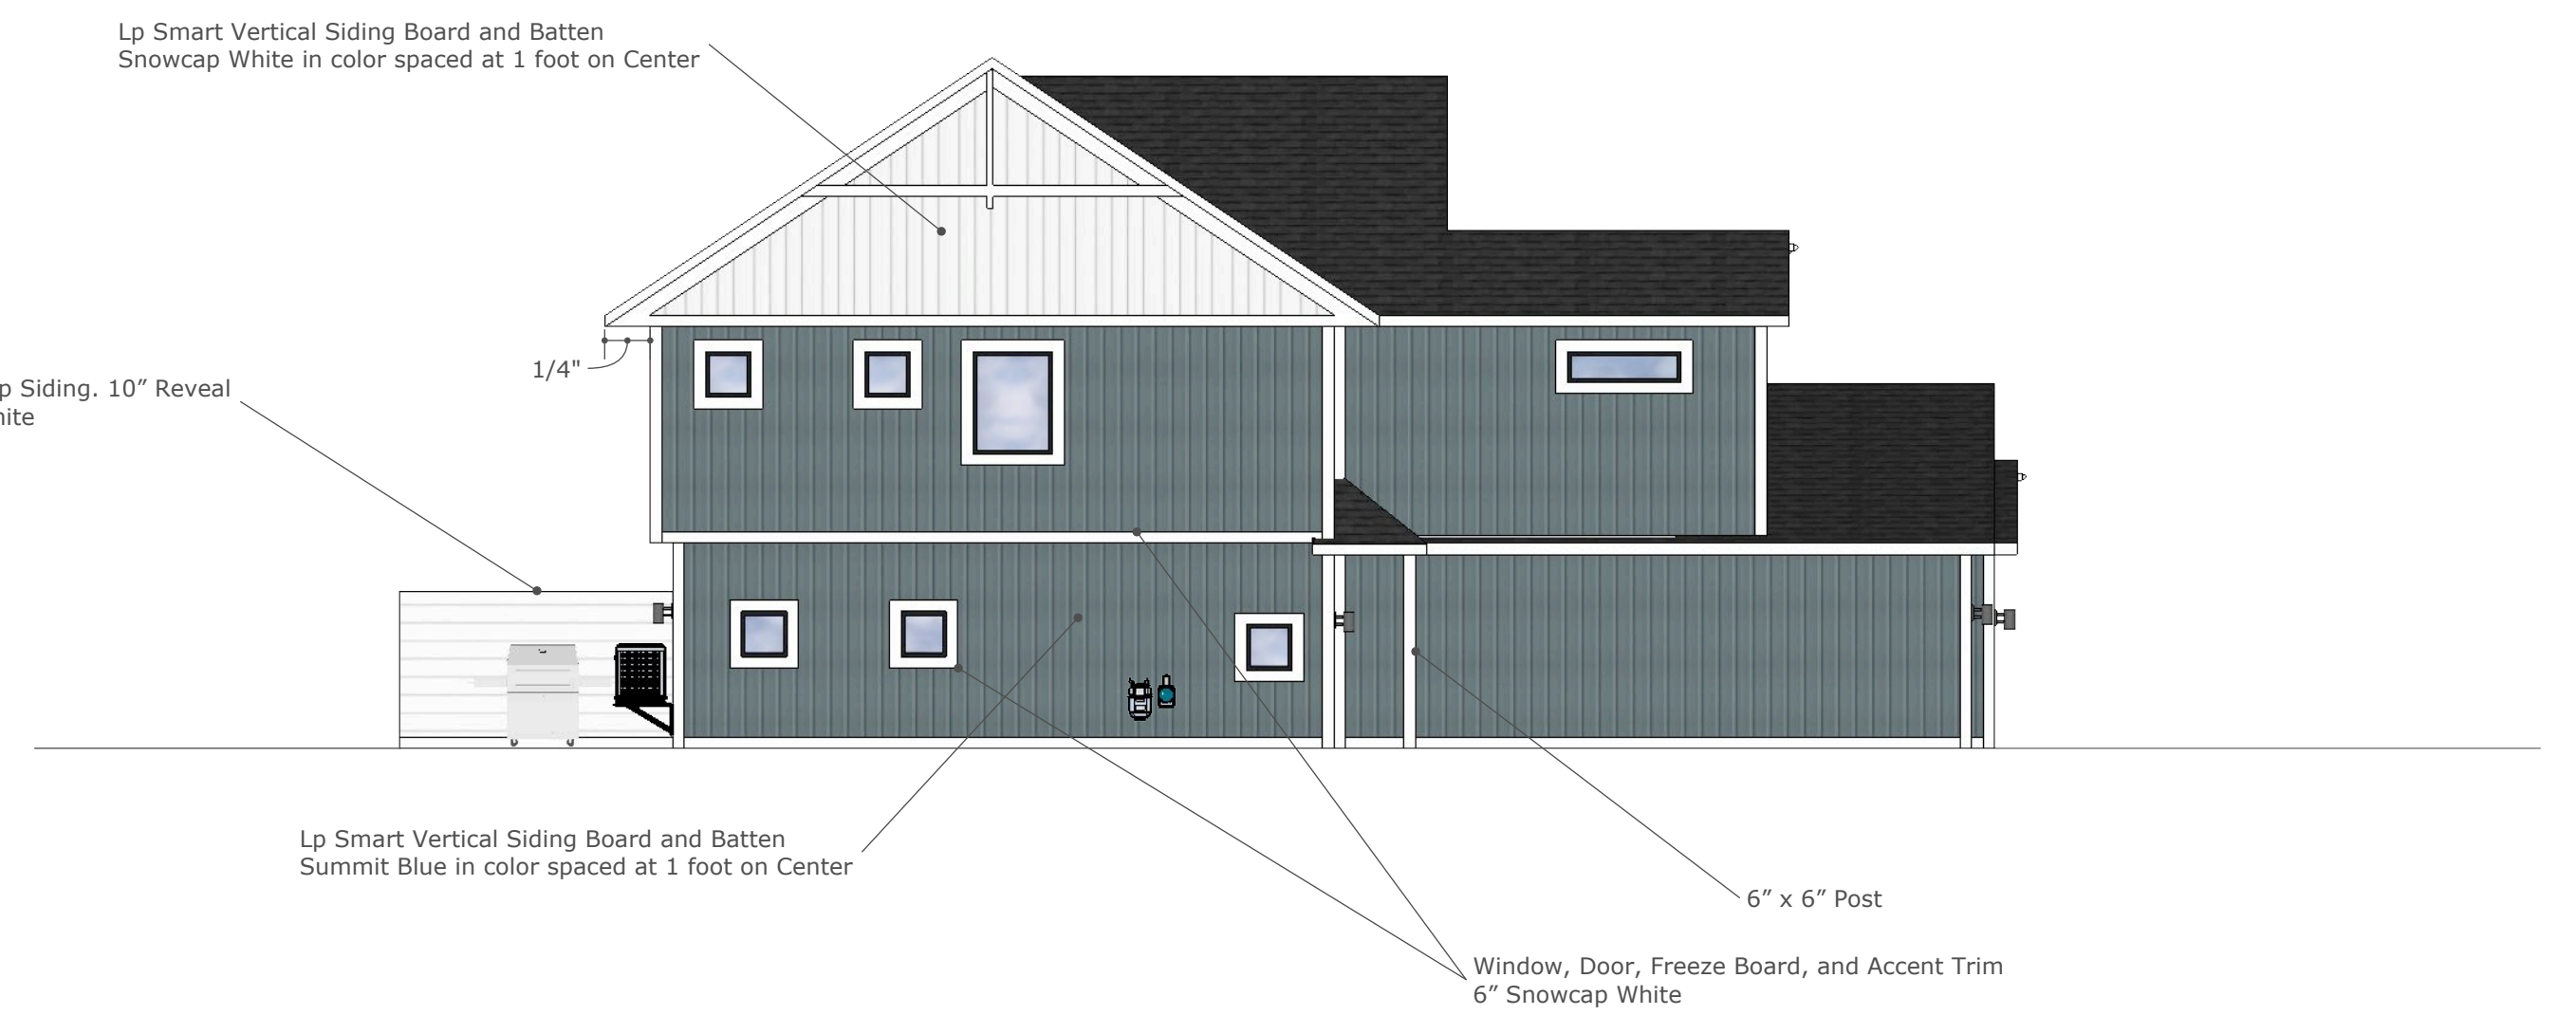 Lp Smart Vertical Siding Board and Batten
Snowcap White in color spaced at 1 foot on Center
1/4"
p Siding. 10” Reveal
ite
Lp Smart Vertical Siding Board and Batten
Summit Blue in color spaced at 1 foot on Center
6” x 6” Post
Window, Door, Freeze Board, and Accent Trim
6” Snowcap White